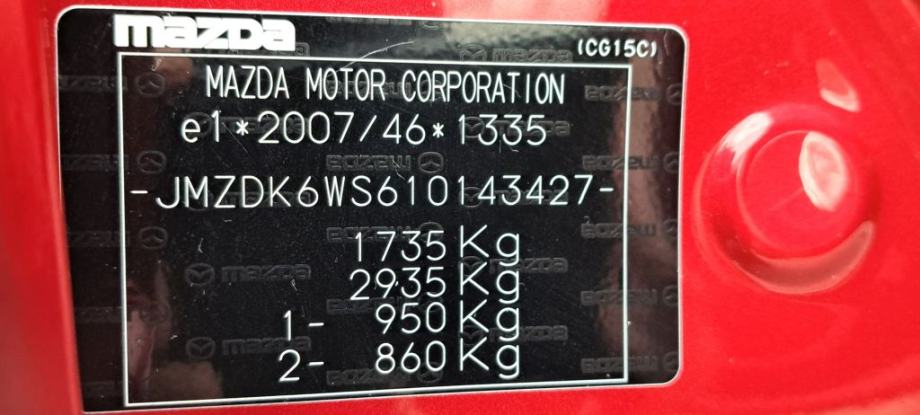 mazda
(CG15C)
MAZDA MOTOR CORPORATION
e1*2007/46*1335
-JMZDK6WS610143427-
1735 Kg
2935 Kg
1- 950 Kg
2- 860 Kg